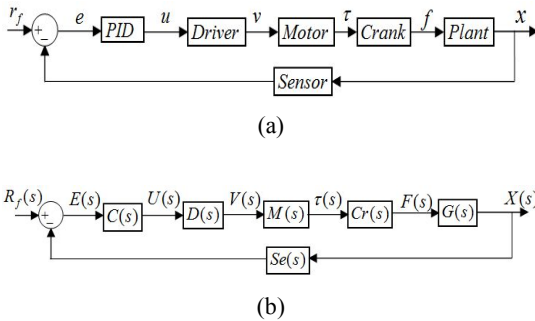 r_f + − e PID u Driver v Motor τ Crank f Plant x
Sensor
(a)
R_f(s) + − E(s) C(s) U(s) D(s) V(s) M(s) τ(s) Cr(s) F(s) G(s) X(s)
Se(s)
(b)